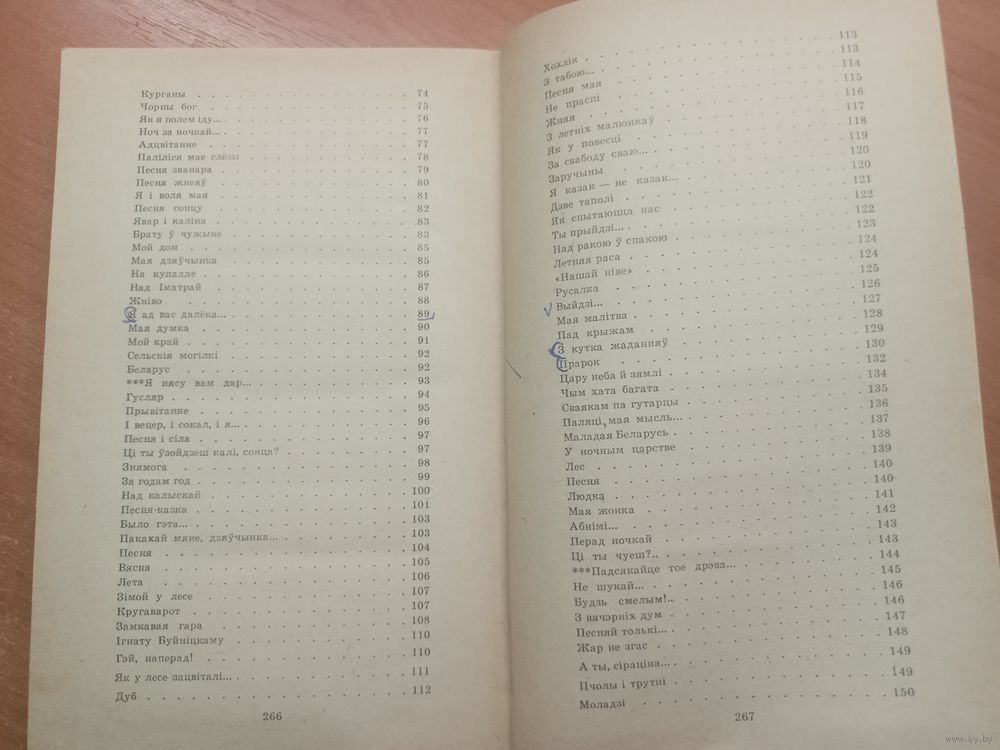 Курганы . . . 74
Чорны бог . . . 75
Як я полем іду... . . . 76
Ноч за ночкай... . . . 77
Адцвітанне . . . 77
Паліліся мае слёзы . . . 78
Песня званара . . . 79
Песня жнеяў . . . 80
Я і воля мая . . . 81
Песня сонцу . . . 82
Явар і каліна . . . 83
Брату ў чужыне . . . 83
Мой дом . . . 85
Мая дзяўчынка . . . 85
На купалле . . . 86
Над Іматрай . . . 87
Жніво . . . 88
Я ад вас далёка... . . . 89
Мая думка . . . 90
Мой край . . . 91
Сельскія могілкі . . . 92
Беларус . . . 92
***Я нясу вам дар... . . . 93
Гусляр . . . 94
Прывітанне . . . 95
І вецер, і сокал, і я... . . . 96
Песня і сіла . . . 97
Ці ты ўзойдзеш калі, сонца? . . . 97
Знямога . . . 98
За годам год . . . 99
Над калыскай . . . 100
Песня-казка . . . 101
Было гэта... . . . 103
Пакахай мяне, дзяўчынка... . . . 103
Песня . . . 104
Вясна . . . 105
Лета . . . 106
Зімой у лесе . . . 107
Кругаварот . . . 107
Замкавая гара . . . 108
Ігнату Буйніцкаму . . . 110
Гэй, наперад! . . . 110
Як у лесе зацвіталі... . . . 111
Дуб . . . 112
266
Хохлік . . . 113
З табою... . . . 113
Песня мая . . . 114
Не праспі . . . 115
Жняя . . . 116
З летніх малюнкаў . . . 117
Як у повесці . . . 118
За свабоду сваю... . . . 119
Заручыны . . . 120
Я казак — не казак... . . . 120
Дзве таполі . . . 121
Як спытаюцца нас . . . 122
Ты прыйдзі... . . . 122
Над ракою ў спакою . . . 123
Летняя раса . . . 124
«Нашай ніве» . . . 124
Русалка . . . 125
Выйдзі... . . . 126
Мая малітва . . . 127
Пад крыжам . . . 128
З кутка жаданняў . . . 129
Прарок . . . 130
Цару неба й зямлі . . . 132
Чым хата багата . . . 134
Сваякам па гутарцы . . . 135
Паляці, мая мысль... . . . 136
Маладая Беларусь . . . 137
У ночным царстве . . . 138
Лес . . . 139
Песня . . . 140
Людка . . . 140
Мая жонка . . . 141
Абнімі... . . . 142
Перад ночкай . . . 143
Ці ты чуеш?.. . . . 143
***Падсякайце тое дрэва... . . . 144
Не шукай... . . . 145
Будзь смелым!.. . . . 146
З вячэрніх дум . . . 146
Песняй толькі... . . . 147
Жар не згас . . . 148
А ты, сіраціна... . . . 149
Пчолы і трутні . . . 149
Моладзі . . . 150
267
www.ay.by